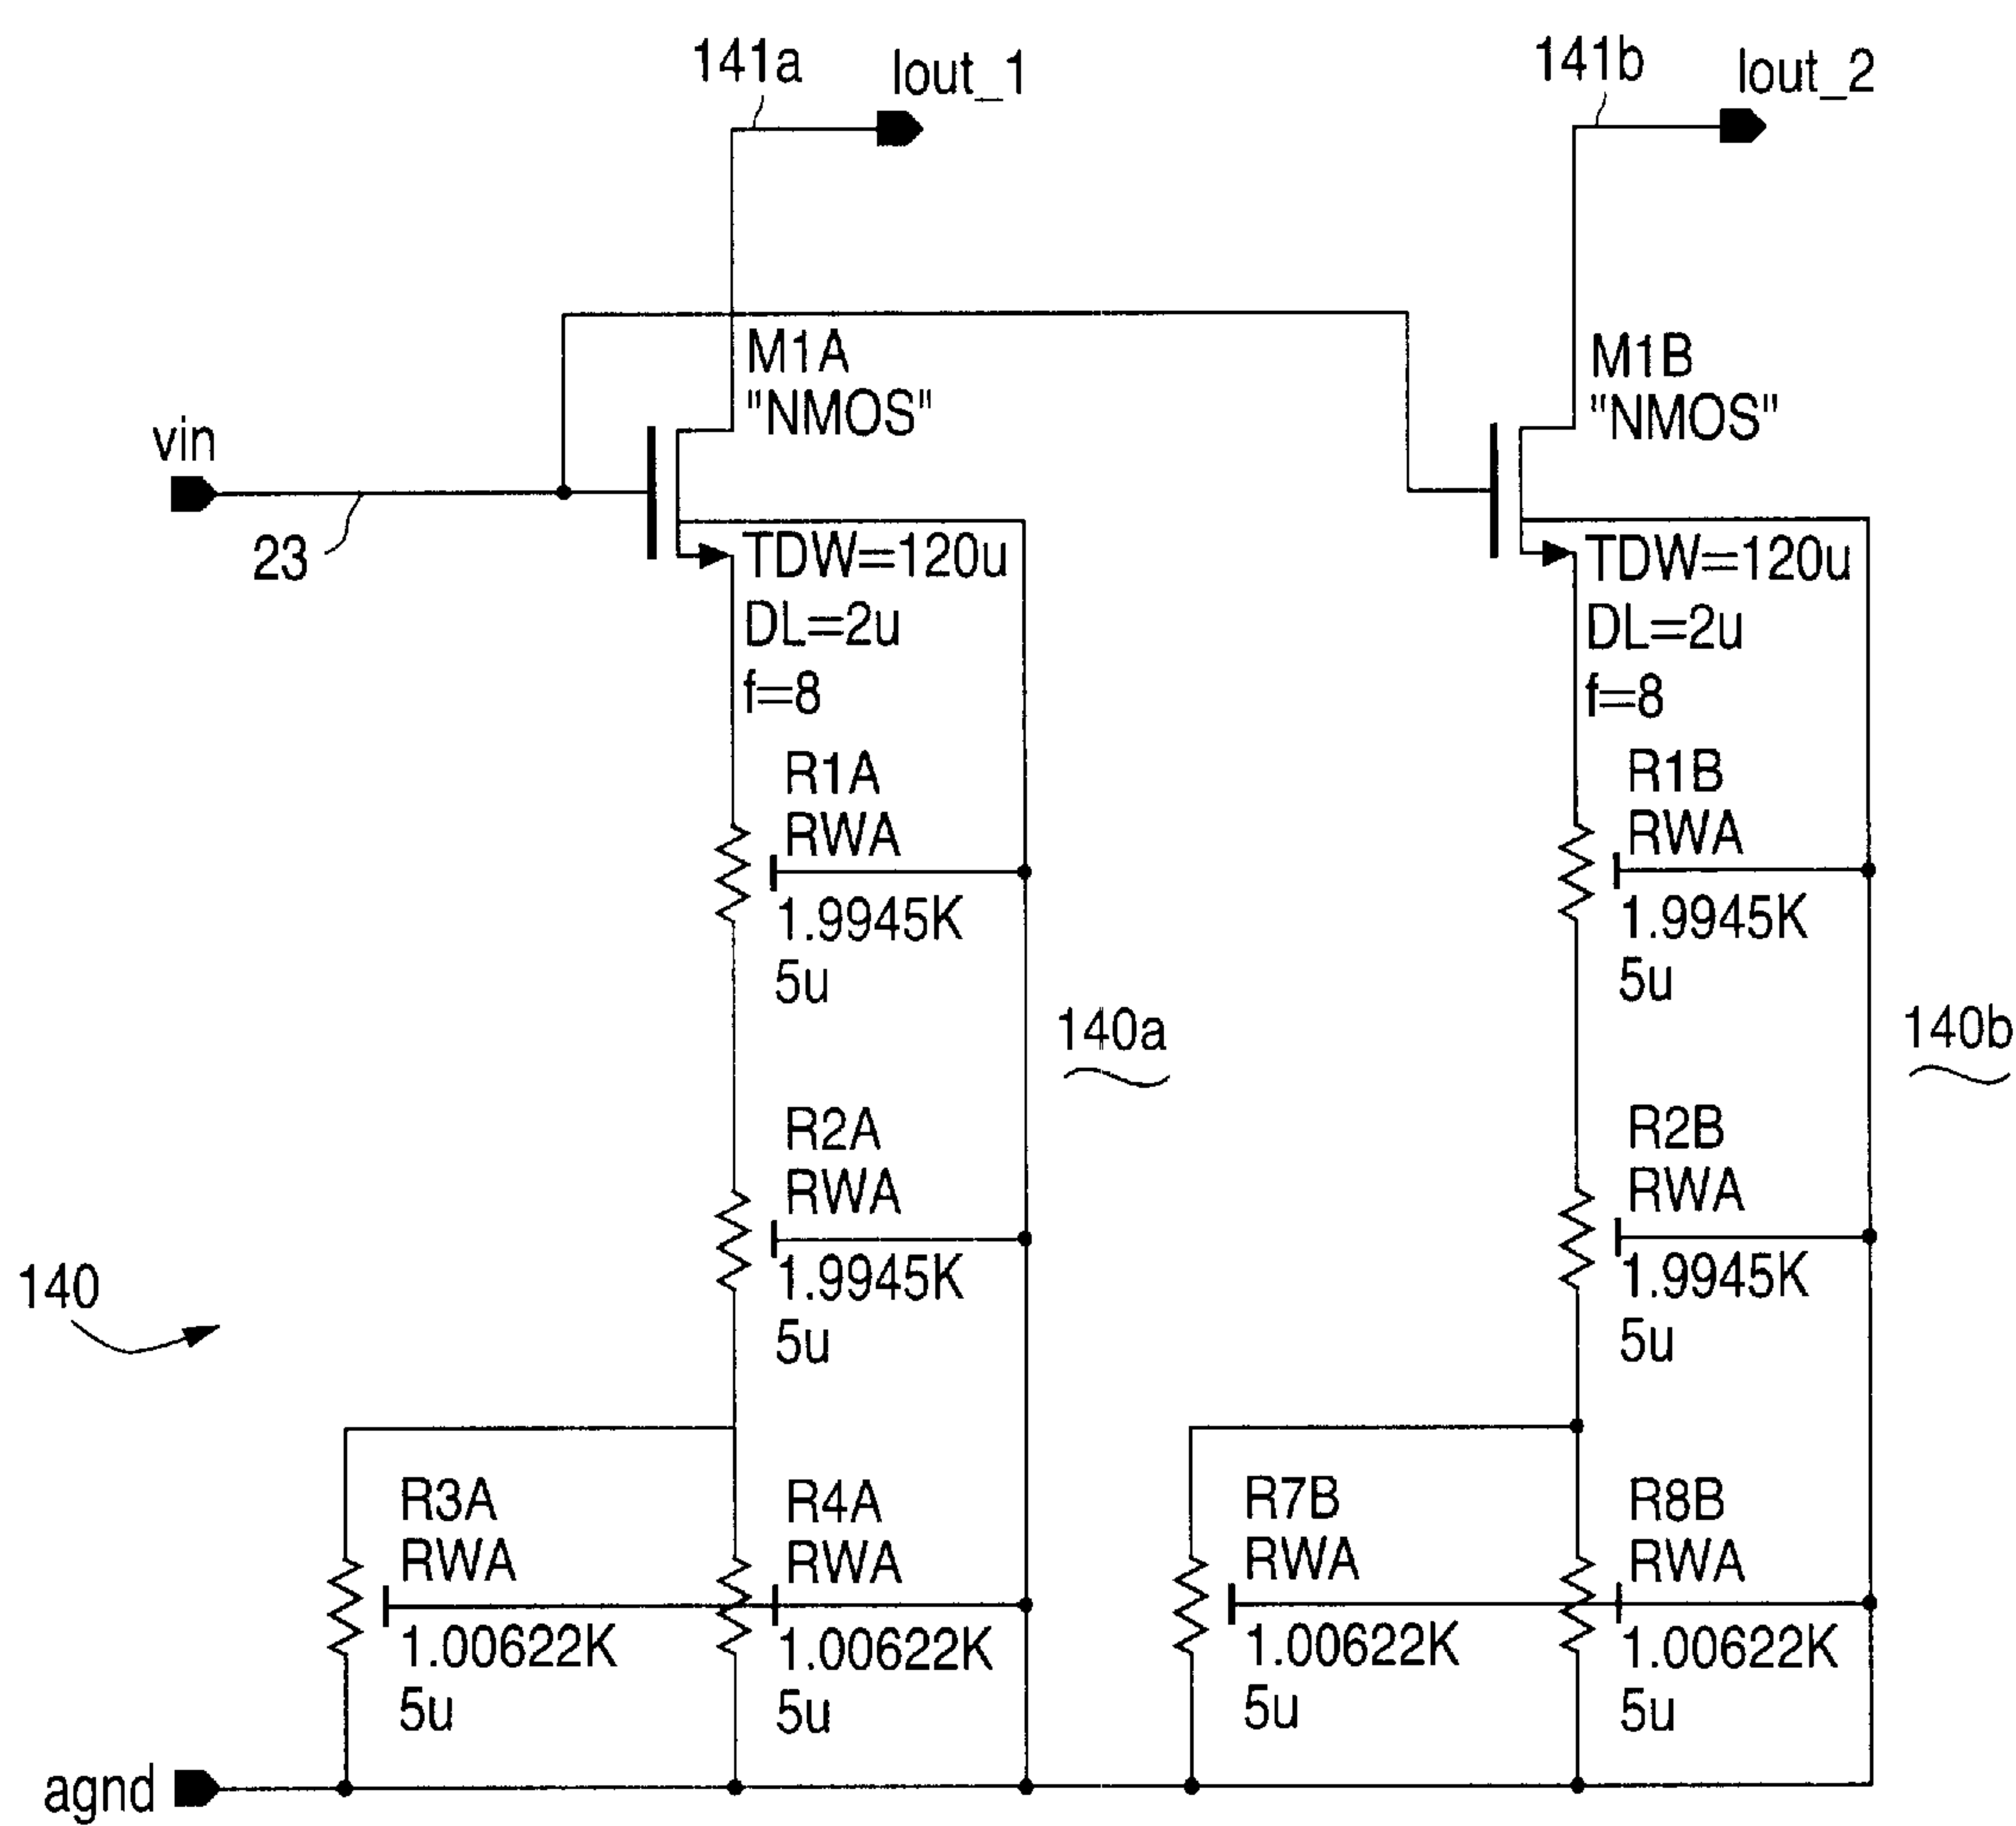 141a
Iout_1
141b
Iout_2
M1A
"NMOS"
M1B
"NMOS"
vin
23
TDW=120u
DL=2u
f=8
TDW=120u
DL=2u
f=8
R1A
RWA
1.9945K
5u
R1B
RWA
1.9945K
5u
140a
140b
R2A
RWA
1.9945K
5u
R2B
RWA
1.9945K
5u
140
R3A
RWA
1.00622K
5u
R4A
RWA
1.00622K
5u
R7B
RWA
1.00622K
5u
R8B
RWA
1.00622K
5u
agnd